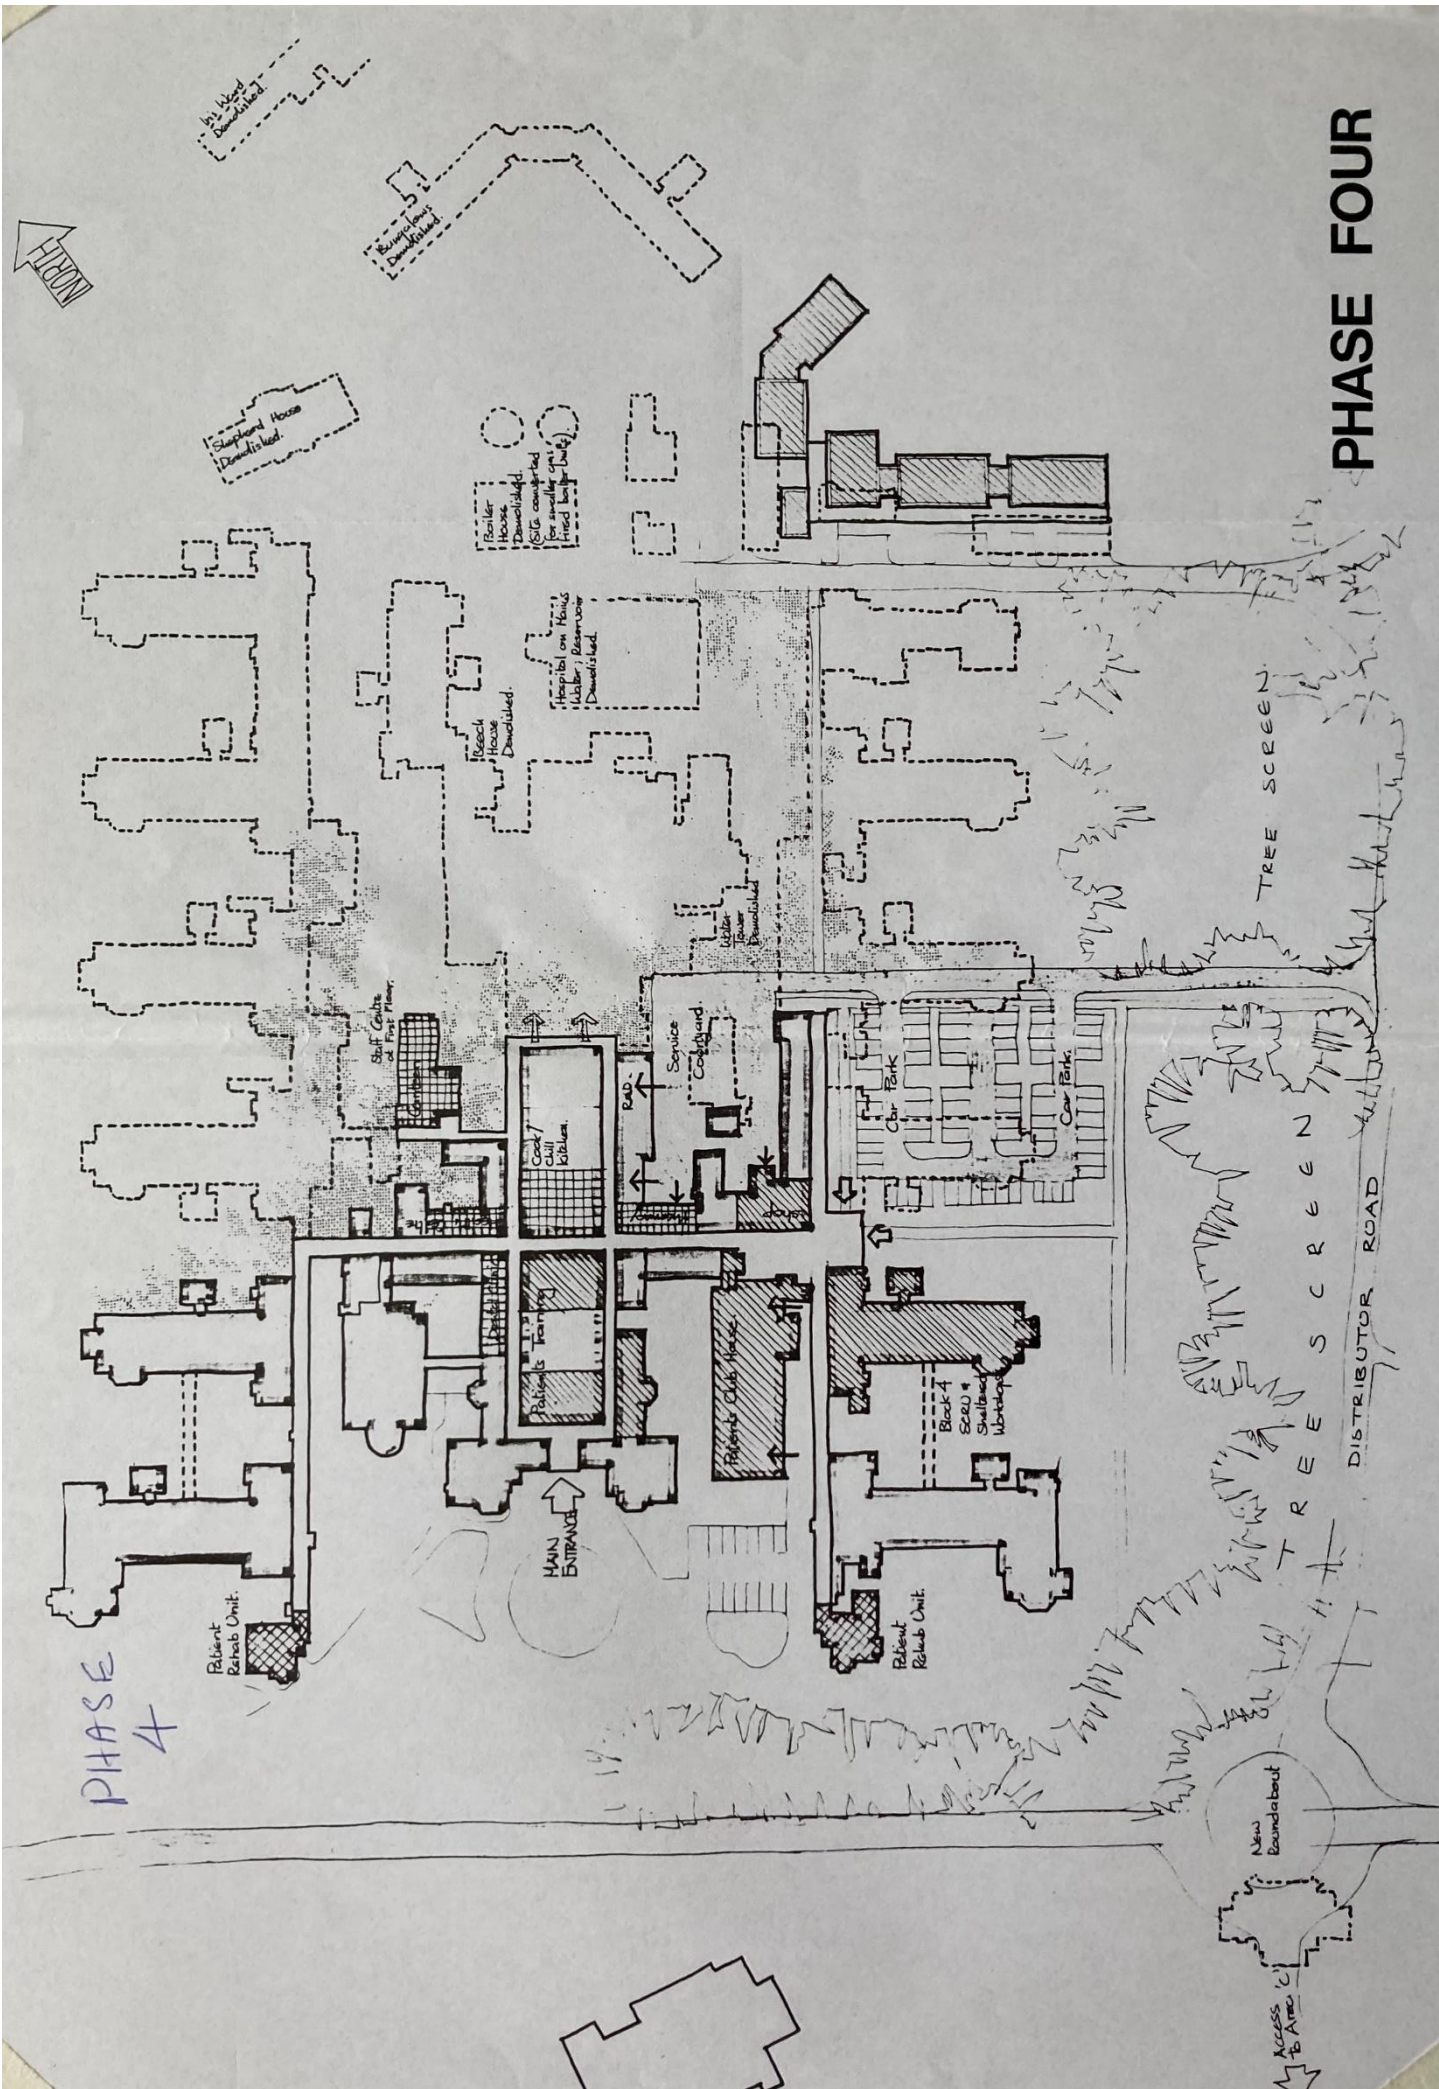 PHASE FOUR
PHASE
4
NORTH
Iris Ward
Demolished.
Bungalows
Demolished.
Shepherd House
Demolished.
Boiler
House
Demolished.
(Site converted
for smaller gas
fired boiler built).
Hospital on Mains
Water; Reservoir
Demolished.
Beech
House
Demolished.
Water
Tower
Demolished
Staff Centre
at First Floor.
Canteen
Cook/
Chill
Kitchen
R&D.
Service
Courtyard.
Car Park
Car Park.
Patients Training
Patients Club House
Block 4
SCRU &
Sheltered
Workshops
MAIN
ENTRANCE
Patient
Rehab Unit.
Patient
Rehab Unit.
TREE SCREEN.
TREE SCREEN
DISTRIBUTOR ROAD
New
Roundabout
ACCESS
to Area 'C'